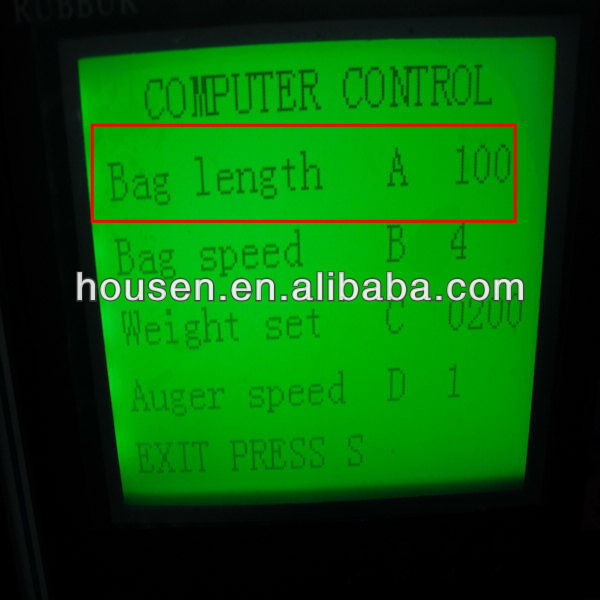 RUBBUK
COMPUTER CONTROL
Bag length A 100
Bag speed B 4
housen.en.alibaba.com
Weight set C 0200
Auger speed D 1
EXIT PRESS S